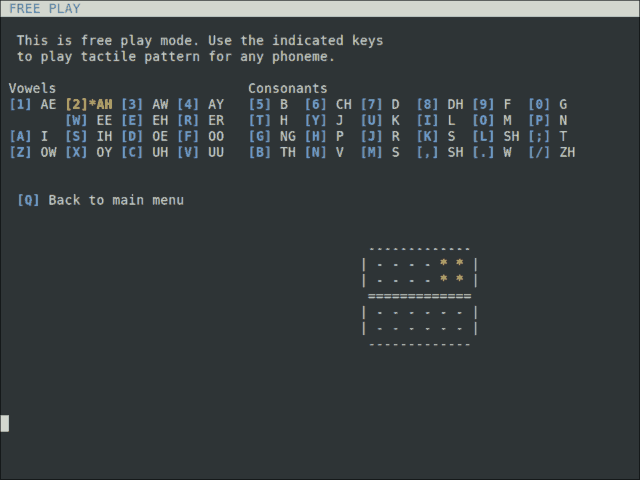 FREE PLAY
This is free play mode. Use the indicated keys
to play tactile pattern for any phoneme.
Vowels Consonants
[1] AE [2]*AH [3] AW [4] AY [5] B [6] CH [7] D [8] DH [9] F [0] G
[W] EE [E] EH [R] ER [T] H [Y] J [U] K [I] L [O] M [P] N
[A] I [S] IH [D] OE [F] OO [G] NG [H] P [J] R [K] S [L] SH [;] T
[Z] OW [X] OY [C] UH [V] UU [B] TH [N] V [M] S [,] SH [.] W [/] ZH
[Q] Back to main menu
-------------
| - - - - * * |
| - - - - * * |
=============
| - - - - - - |
| - - - - - - |
-------------